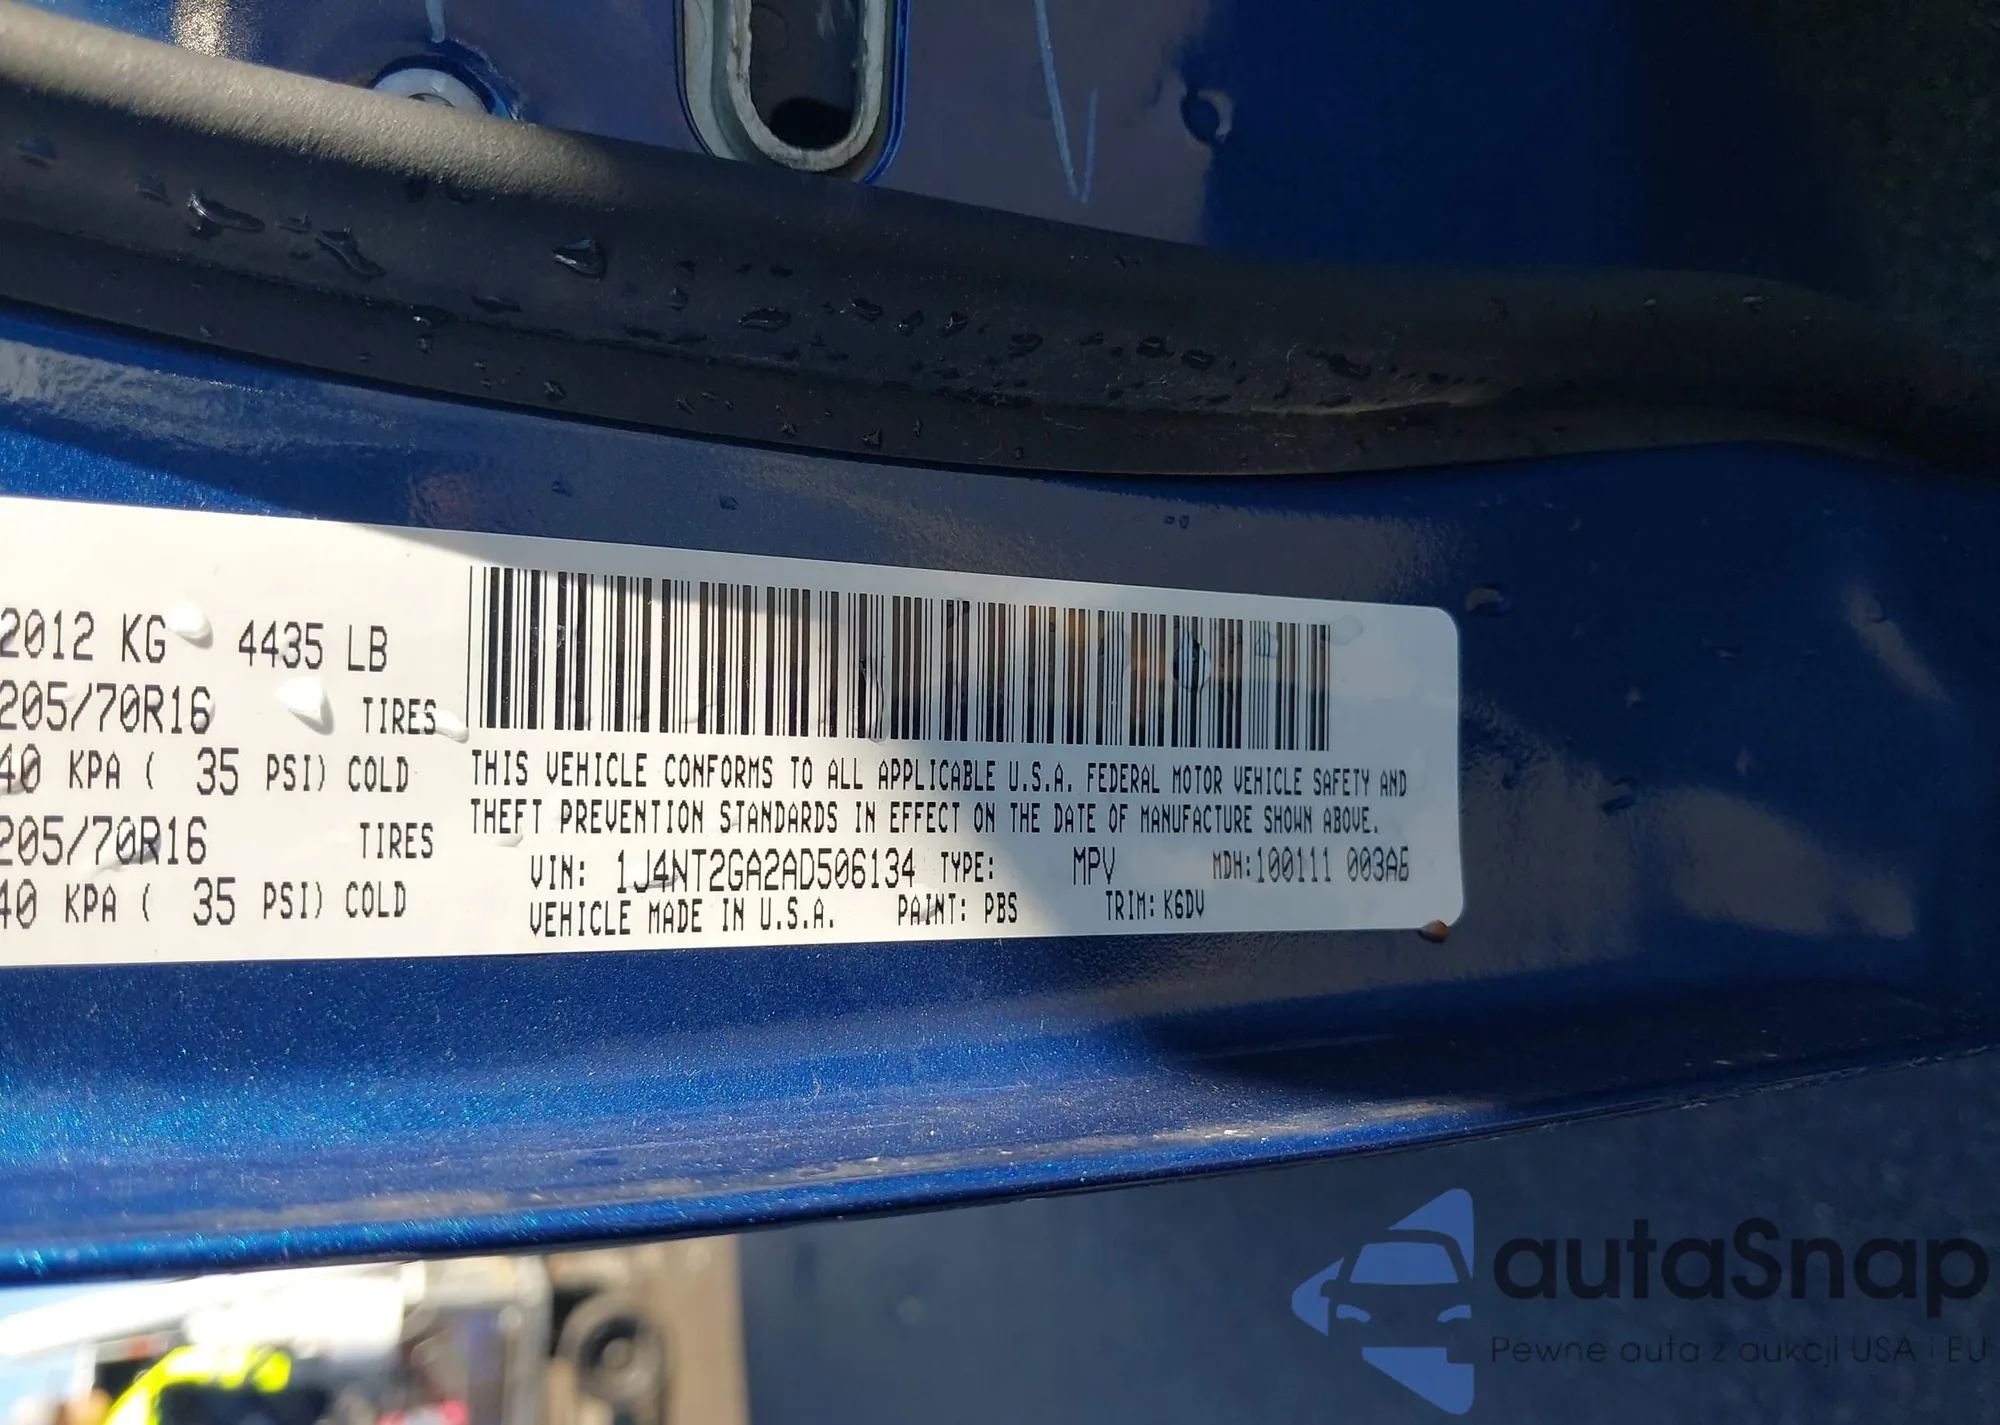 2012 KG 4435 LB
205/70R16 TIRES
40 KPA ( 35 PSI) COLD
205/70R16 TIRES
40 KPA ( 35 PSI) COLD
THIS VEHICLE CONFORMS TO ALL APPLICABLE U.S.A. FEDERAL MOTOR VEHICLE SAFETY AND
THEFT PREVENTION STANDARDS IN EFFECT ON THE DATE OF MANUFACTURE SHOWN ABOVE.
VIN: 1J4NT2GA2AD506134 TYPE: MPV MDH:100111 003A6
VEHICLE MADE IN U.S.A. PAINT: PBS TRIM: K6DV
autaSnap
Pewne auta z aukcji USA i EU